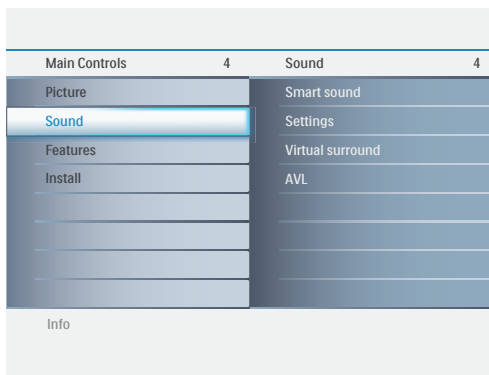 Main Controls 4
Picture
Sound
Features
Install
Sound 4
Smart sound
Settings
Virtual surround
AVL
Info